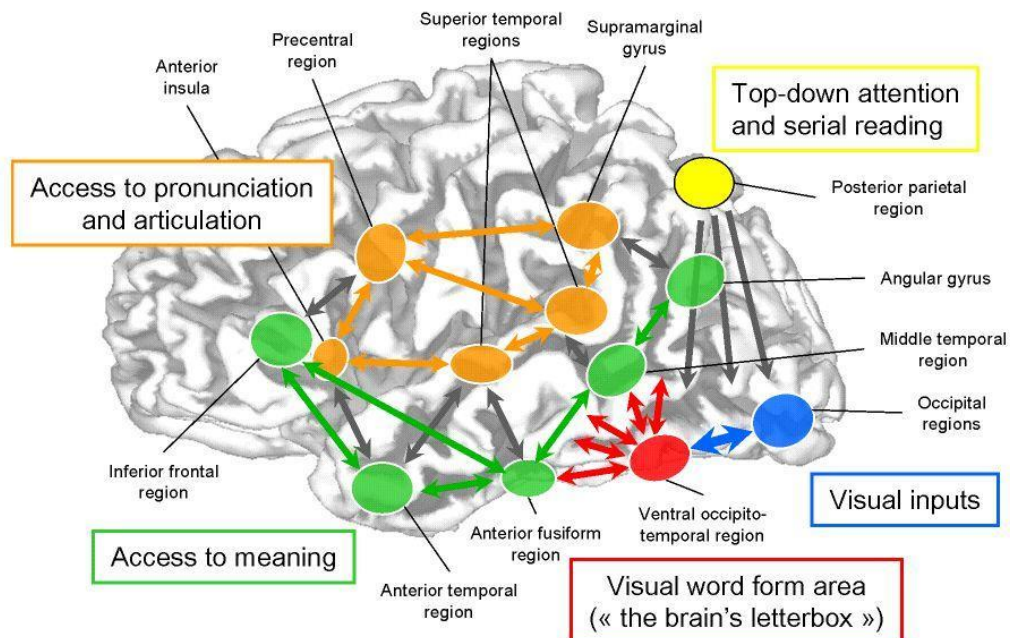 Superior temporal
regions
Supramarginal
gyrus
Precentral
region
Anterior
insula
Top-down attention
and serial reading
Access to pronunciation
and articulation
Posterior parietal
region
Angular gyrus
Middle temporal
region
Occipital
regions
Inferior frontal
region
Visual inputs
Anterior fusiform
region
Ventral occipito-
temporal region
Access to meaning
Anterior temporal
region
Visual word form area
(« the brain's letterbox »)